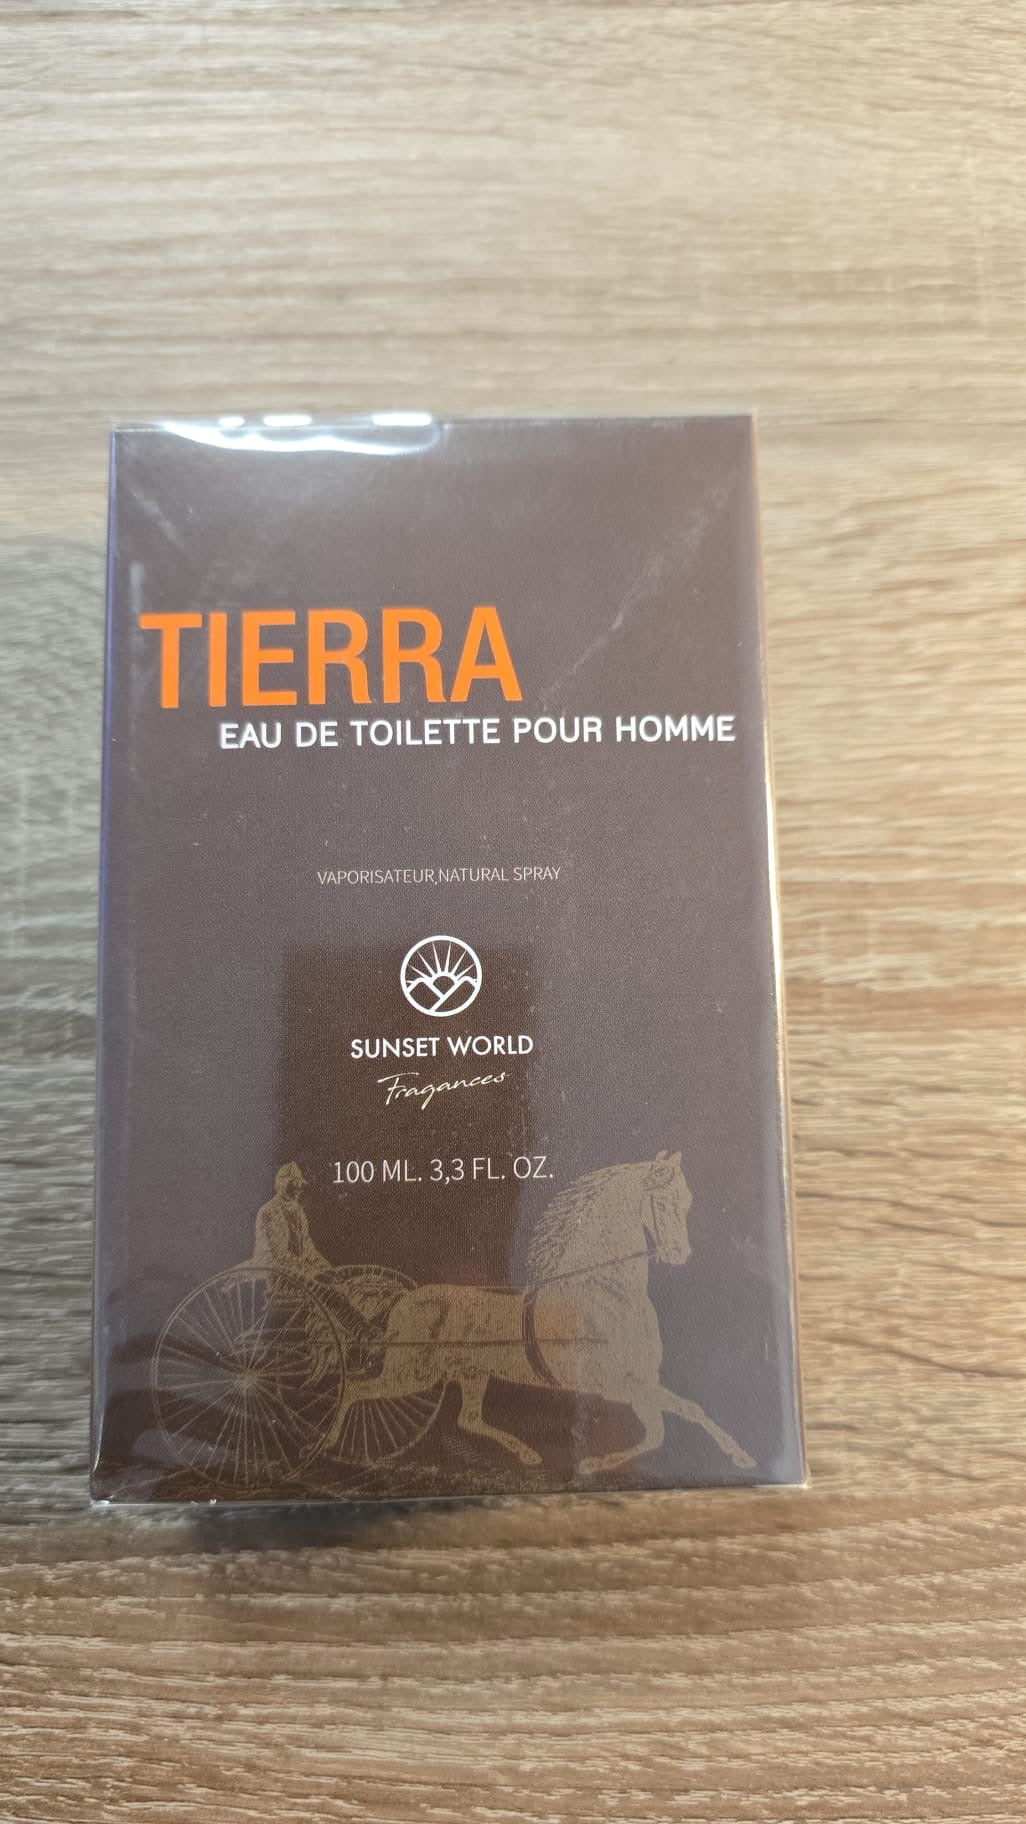 TIERRA
EAU DE TOILETTE POUR HOMME
VAPORISATEUR,NATURAL SPRAY
SUNSET WORLD
Fragances
100 ML. 3,3 FL. OZ.